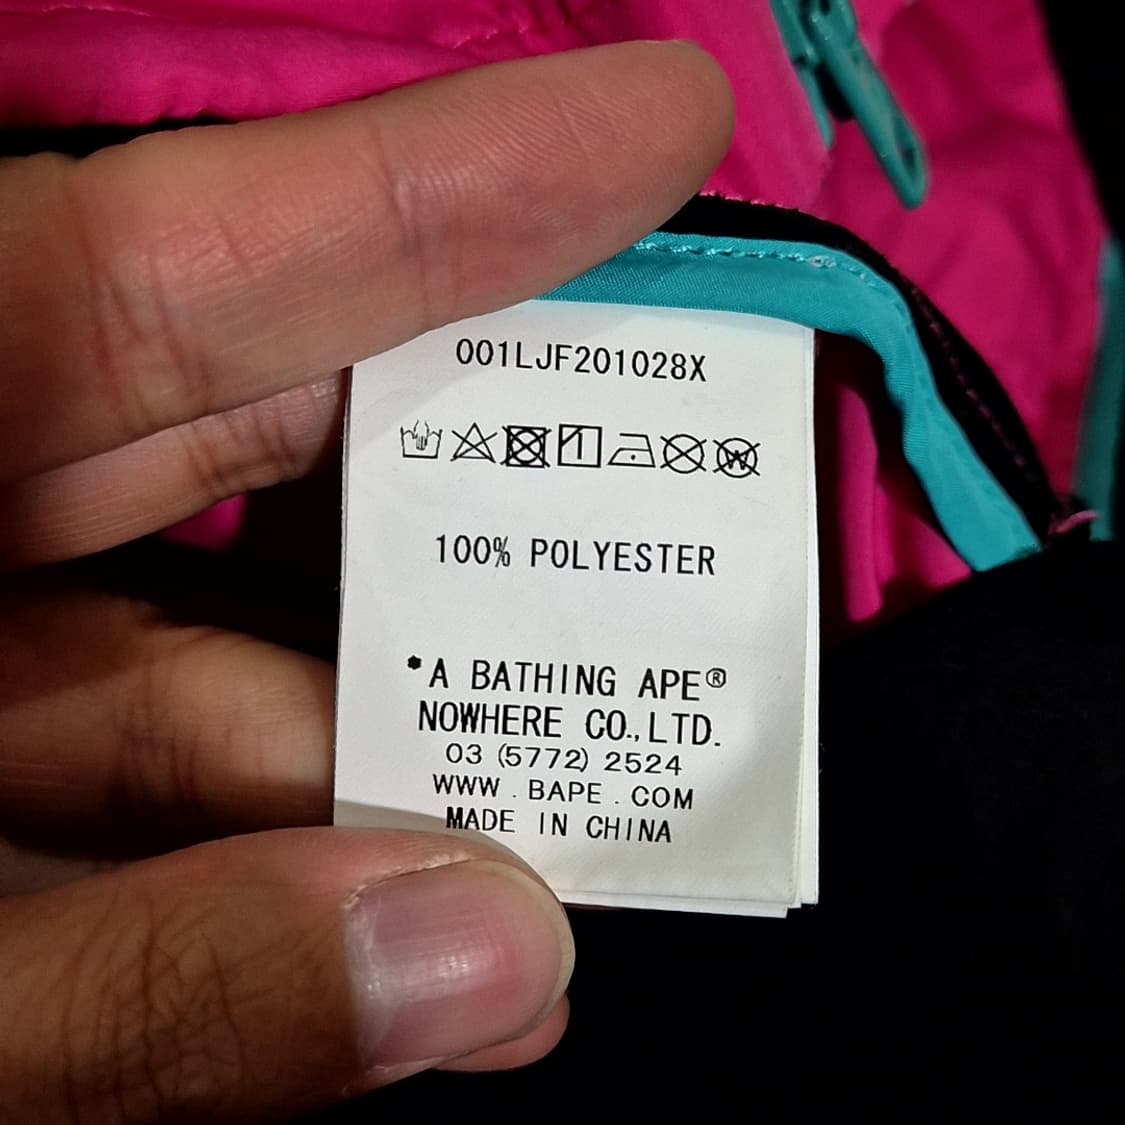 001LJF201028X
100% POLYESTER
*A BATHING APE®
NOWHERE CO.,LTD.
03 (5772) 2524
WWW . BAPE . COM
MADE IN CHINA